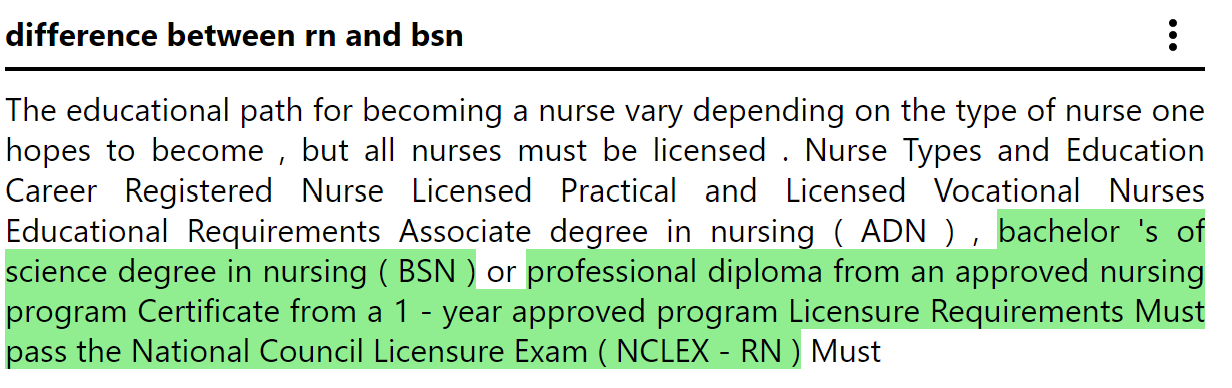 difference between rn and bsn
The educational path for becoming a nurse vary depending on the type of nurse one
hopes to become , but all nurses must be licensed . Nurse Types and Education
Career Registered Nurse Licensed Practical and Licensed Vocational Nurses
Educational Requirements Associate degree in nursing ( ADN ) , bachelor 's of
science degree in nursing ( BSN ) or professional diploma from an approved nursing
program Certificate from a 1 - year approved program Licensure Requirements Must
pass the National Council Licensure Exam ( NCLEX - RN ) Must